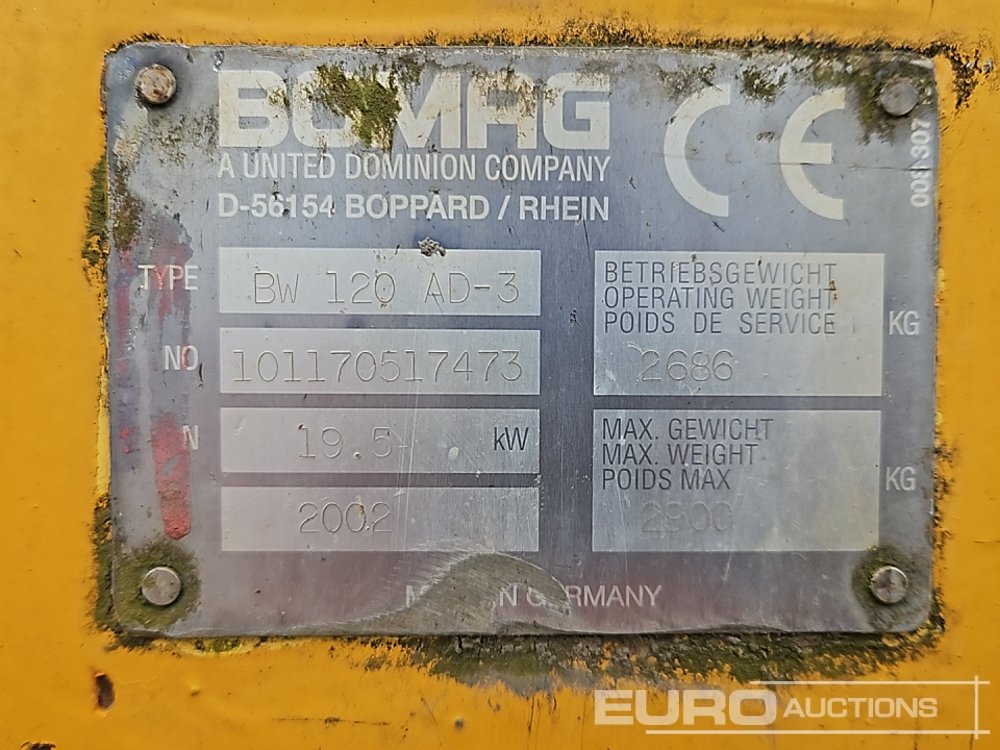 BOMAG
A UNITED DOMINION COMPANY
D-56154 BOPPARD / RHEIN
CE
TYPE BW 120 AD-3
NO 101170517473
N 19.5 kW
2002
BETRIEBSGEWICHT
OPERATING WEIGHT
POIDS DE SERVICE
2686 KG
MAX. GEWICHT
MAX. WEIGHT
POIDS MAX
2900 KG
GERMANY
EURO AUCTIONS